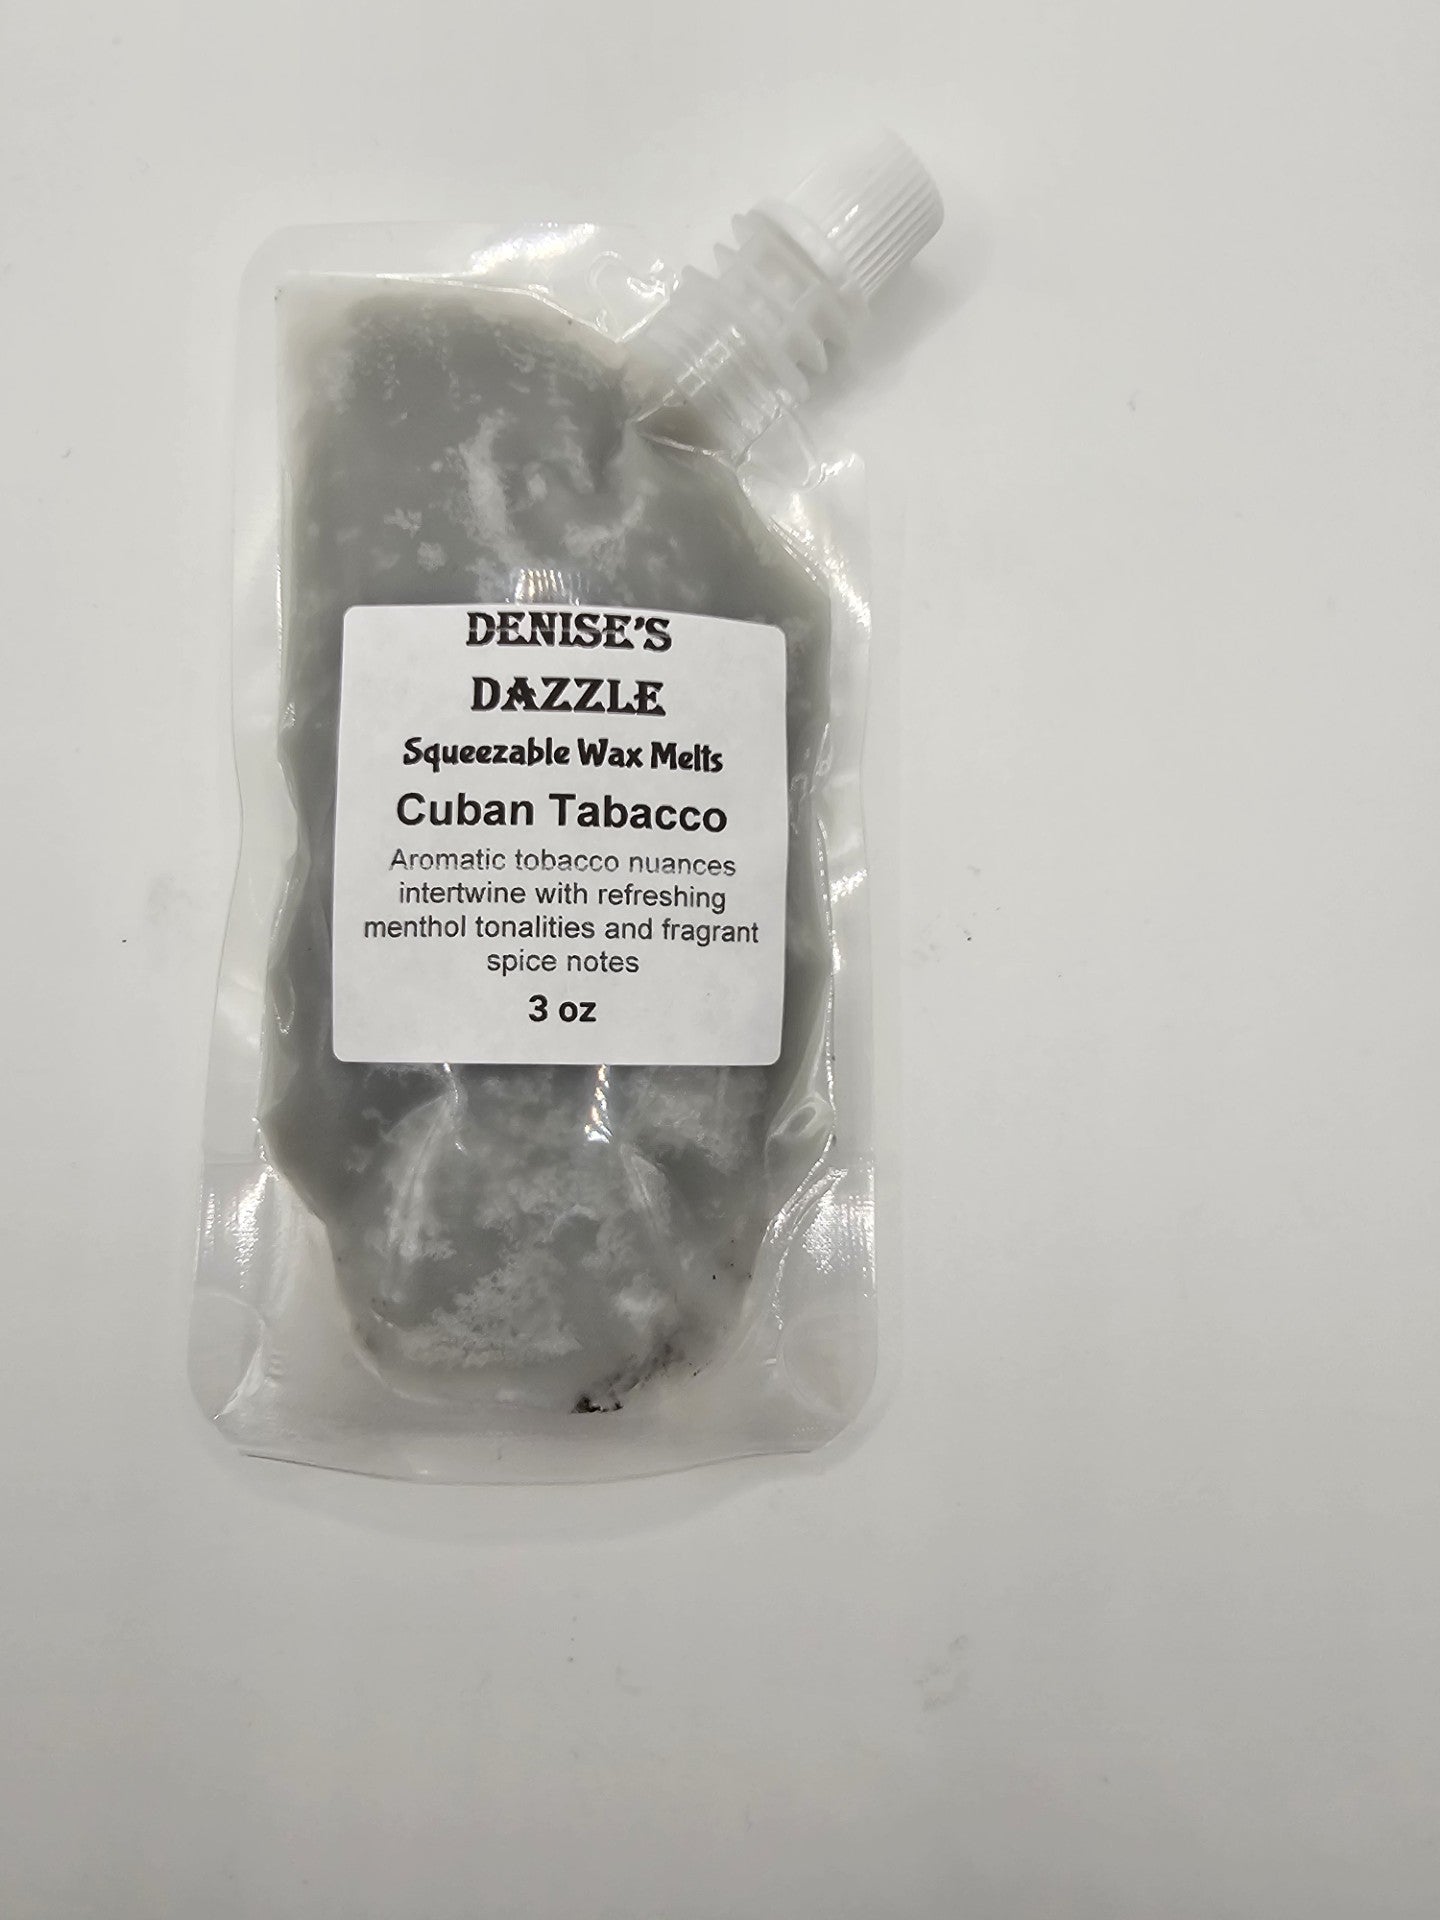 DENISE'S
DAZZLE
Squeezable Wax Melts
Cuban Tabacco
Aromatic tobacco nuances
intertwine with refreshing
menthol tonalities and fragrant
spice notes
3 oz